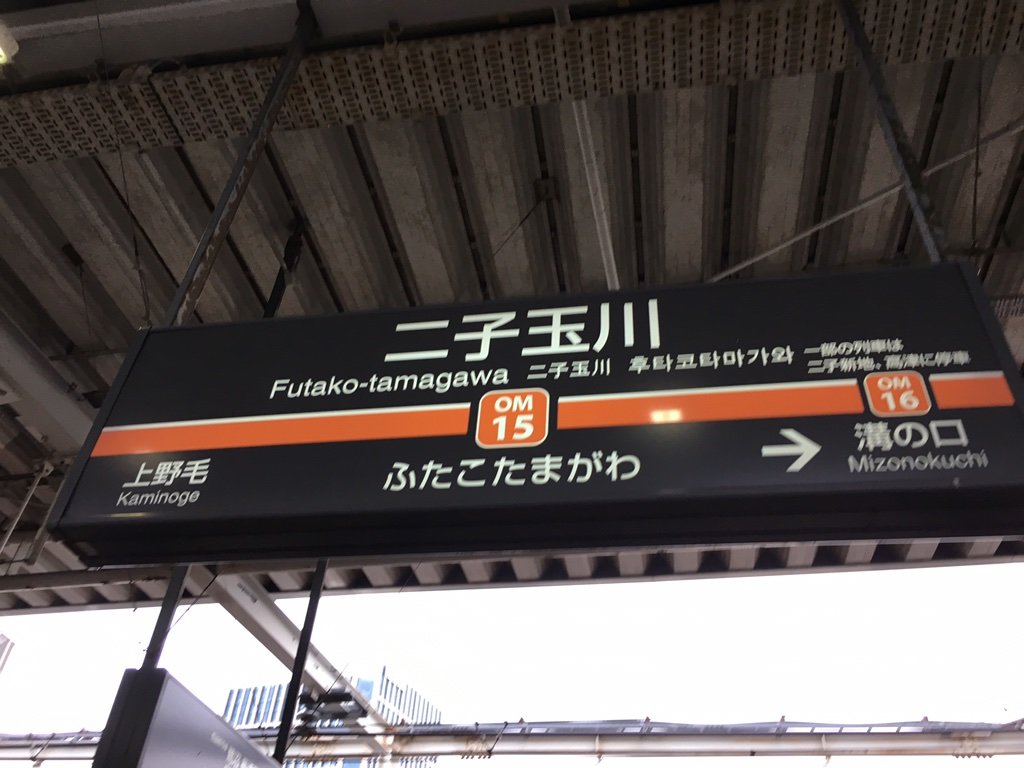 二子玉川
Futako-tamagawa 二子玉川 후타코타마가와
一部の列車は
二子新地、高津に停車
OM
15
OM
16
上野毛
Kaminoge
ふたこたまがわ
→ 溝の口
Mizonokuchi